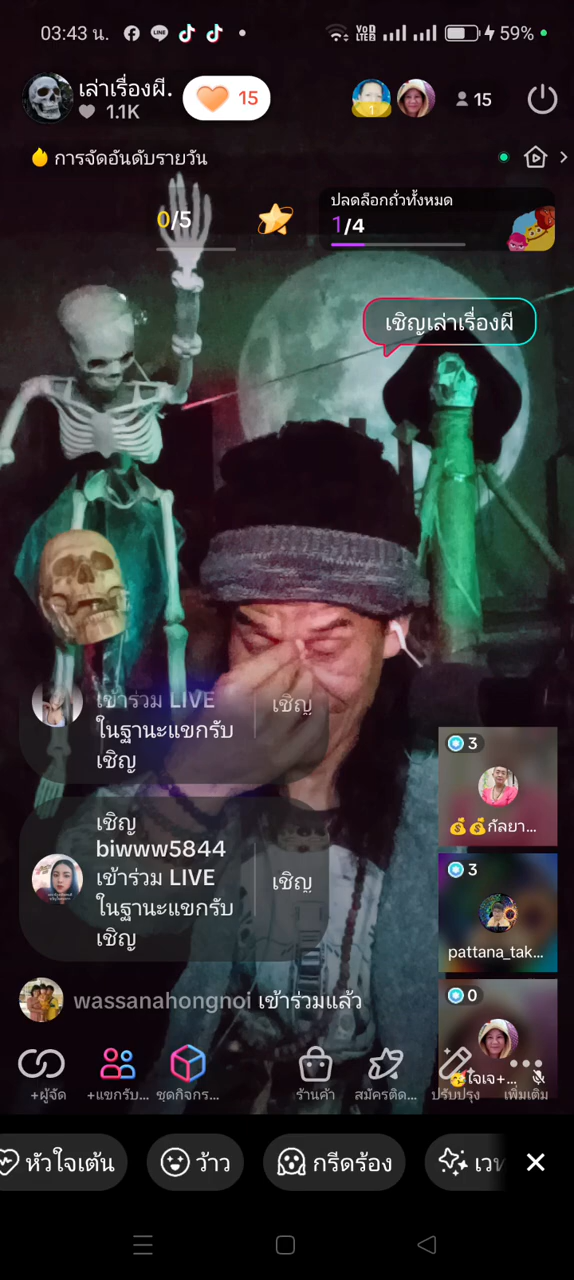 03:43 น.
VoD LTE2
59%
เล่าเรื่องผี.
1.1K
15
1
15
การจัดอันดับรายวัน
0/5
ปลดล็อกถั่วทั้งหมด
1/4
เชิญเล่าเรื่องผี
เข้าร่วม LIVE
ในฐานะแขกรับ
เชิญ
เชิญ
เชิญ
biwww5844
เข้าร่วม LIVE
ในฐานะแขกรับ
เชิญ
เชิญ
3
💰💰กัลยา...
3
pattana_tak...
0
ใจเจ+...
wassanahongnoi เข้าร่วมแล้ว
+ผู้จัด
+แขกรับ...
ชุดกิจกร...
ร้านค้า
สมัครติด...
ปรับปรุง
เพิ่มเติม
หัวใจเต้น
ว้าว
กรีดร้อง